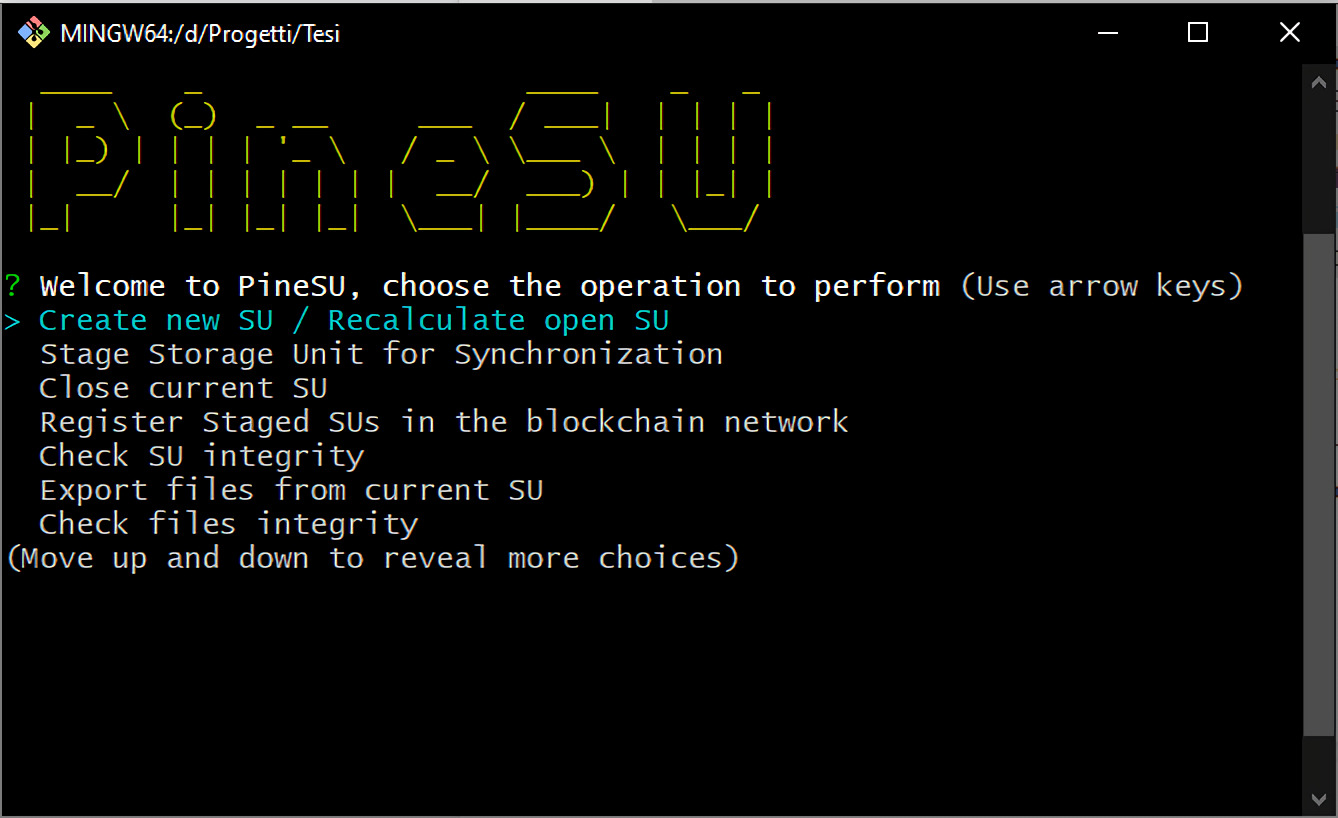 MINGW64:/d/Progetti/Tesi
PineSU
? Welcome to PineSU, choose the operation to perform (Use arrow keys)
> Create new SU / Recalculate open SU
Stage Storage Unit for Synchronization
Close current SU
Register Staged SUs in the blockchain network
Check SU integrity
Export files from current SU
Check files integrity
(Move up and down to reveal more choices)